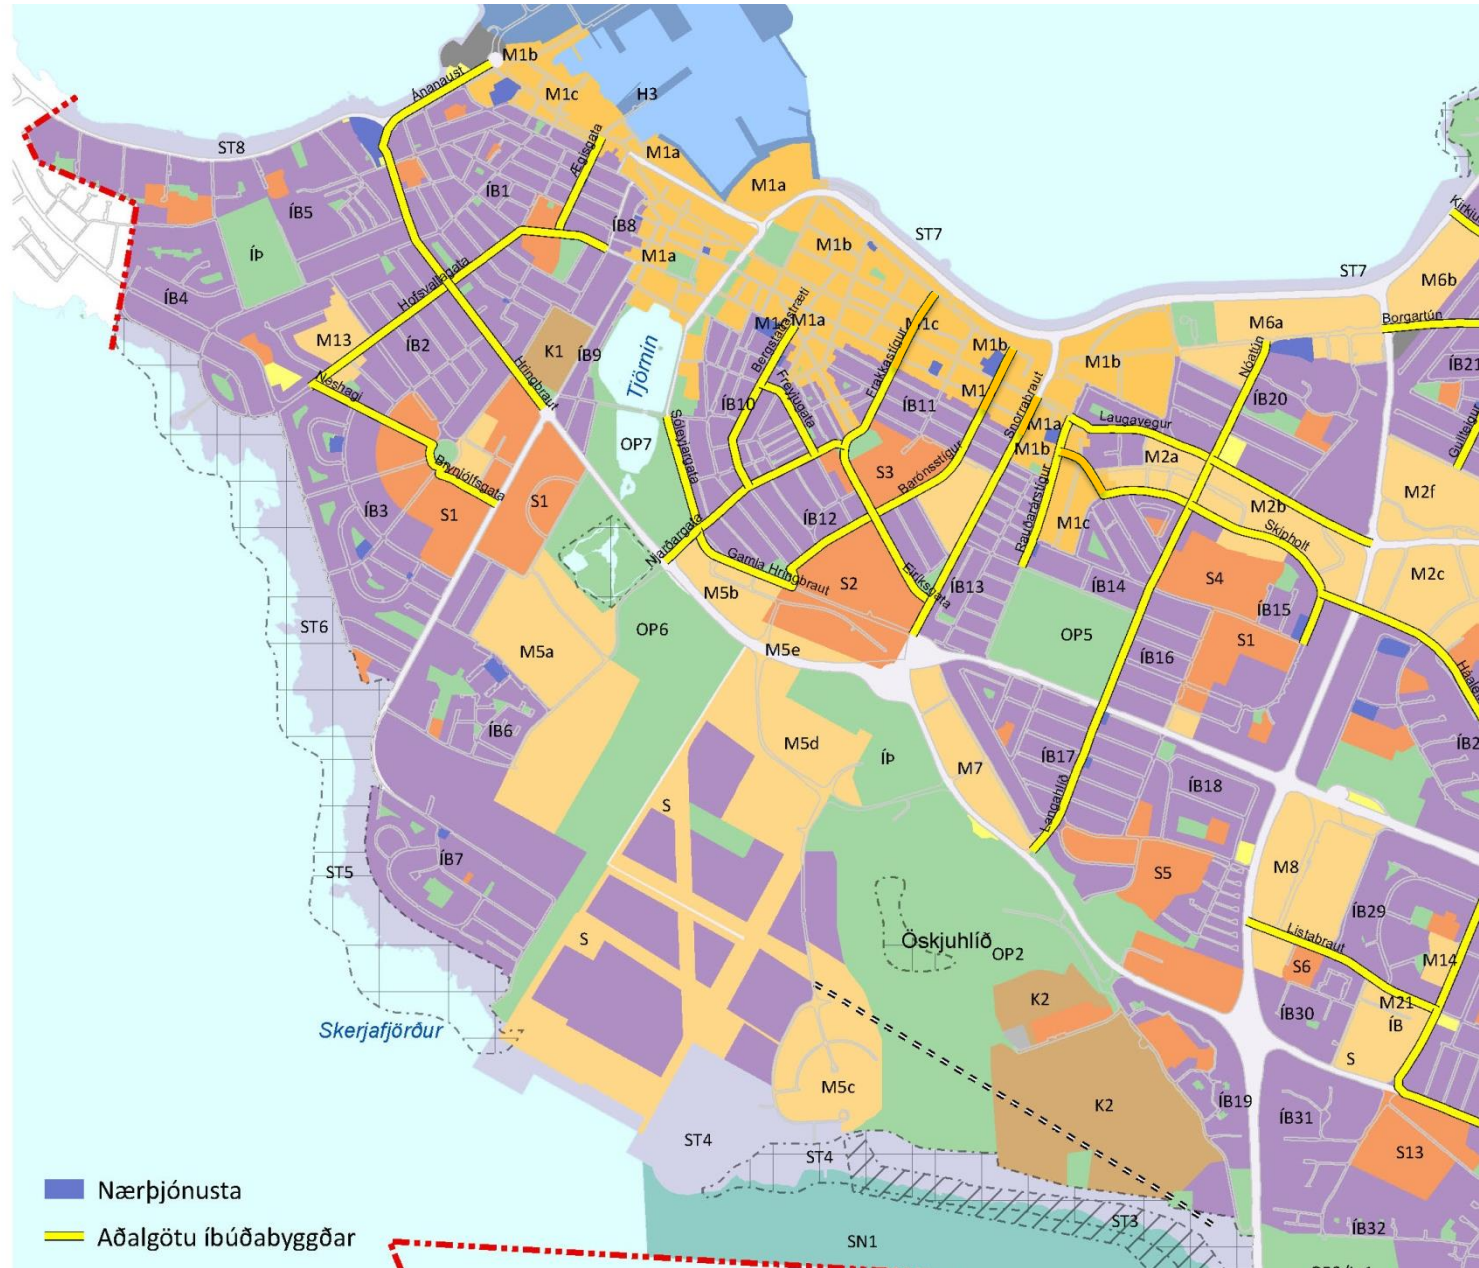 M1b
Ánanaust
M1c
H3
ST8
Ægisgata
M1a
M1a
ÍB1
ÍB5
ÍB8
ÍÞ
M1a
M1b
ST7
ST7
Kirkju
M6b
Hofsvallagata
ÍB4
Bergstaðastræti
M1a
M1c
M6a
Borgartún
M13
ÍB2
K1
ÍB9
Tjörnin
Frakkastígur
M1b
M1b
Nóatún
ÍB21
Neshagi
Hringbraut
Freyjugata
ÍB10
ÍB11
M1
Snorrabraut
ÍB20
Gullteigur
Sóleyjargata
M1a
Laugavegur
OP7
M1b
M2a
S3
Barónsstígur
M2f
Brynjólfsgata
S1
S1
ÍB3
ÍB12
Rauðarárstígur
M1c
M2b
Skipholt
Njarðargata
Gamla Hringbraut
M5b
S2
Eiríksgata
ÍB13
ÍB14
S4
ÍB15
M2c
ST6
OP6
OP5
M5a
M5e
ÍB16
S1
ÍB6
M5d
ÍÞ
M7
ÍB17
Langahlíð
ÍB18
ÍB2
S
ÍB7
ST5
S5
M8
ÍB29
S
Öskjuhlíð
OP2
Listabraut
S6
M14
K2
M21
ÍB
ÍB30
S
Skerjafjörður
M5c
K2
ÍB19
ÍB31
ST4
ST4
S13
Nærþjónusta
ST3
ÍB32
Aðalgötu íbúðabyggðar
SN1